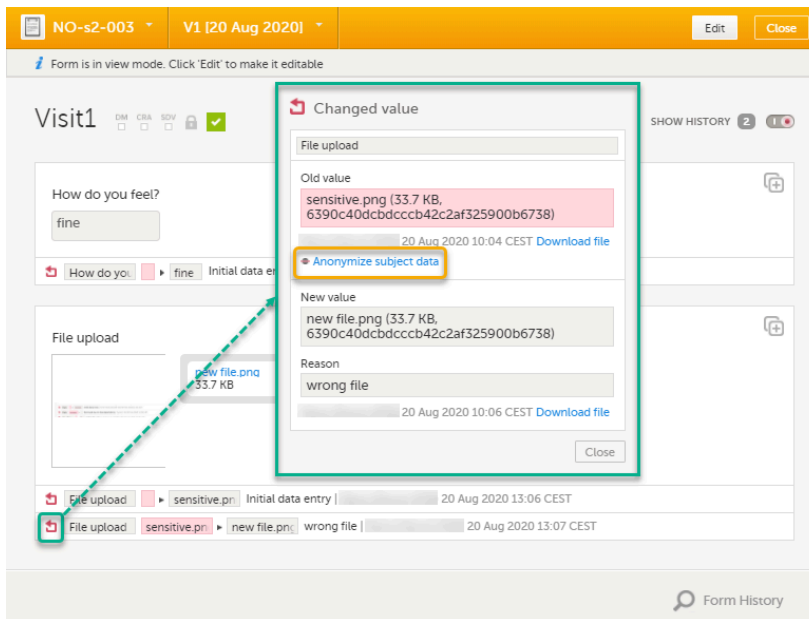 NO-s2-003
V1 [20 Aug 2020]
Edit
Close
i Form is in view mode. Click 'Edit' to make it editable
Visit1
DM
CRA
SDV
SHOW HISTORY 2
How do you feel?
fine
How do you
fine
Initial data en
File upload
new file.png
33.7 KB
File upload
sensitive.pn
Initial data entry |
20 Aug 2020 13:06 CEST
File upload
sensitive.pn
new file.png
wrong file |
20 Aug 2020 13:07 CEST
Changed value
File upload
Old value
sensitive.png (33.7 KB,
6390c40dcbdcccb42c2af325900b6738)
20 Aug 2020 10:04 CEST Download file
Anonymize subject data
New value
new file.png (33.7 KB,
6390c40dcbdcccb42c2af325900b6738)
Reason
wrong file
20 Aug 2020 10:06 CEST Download file
Close
Form History